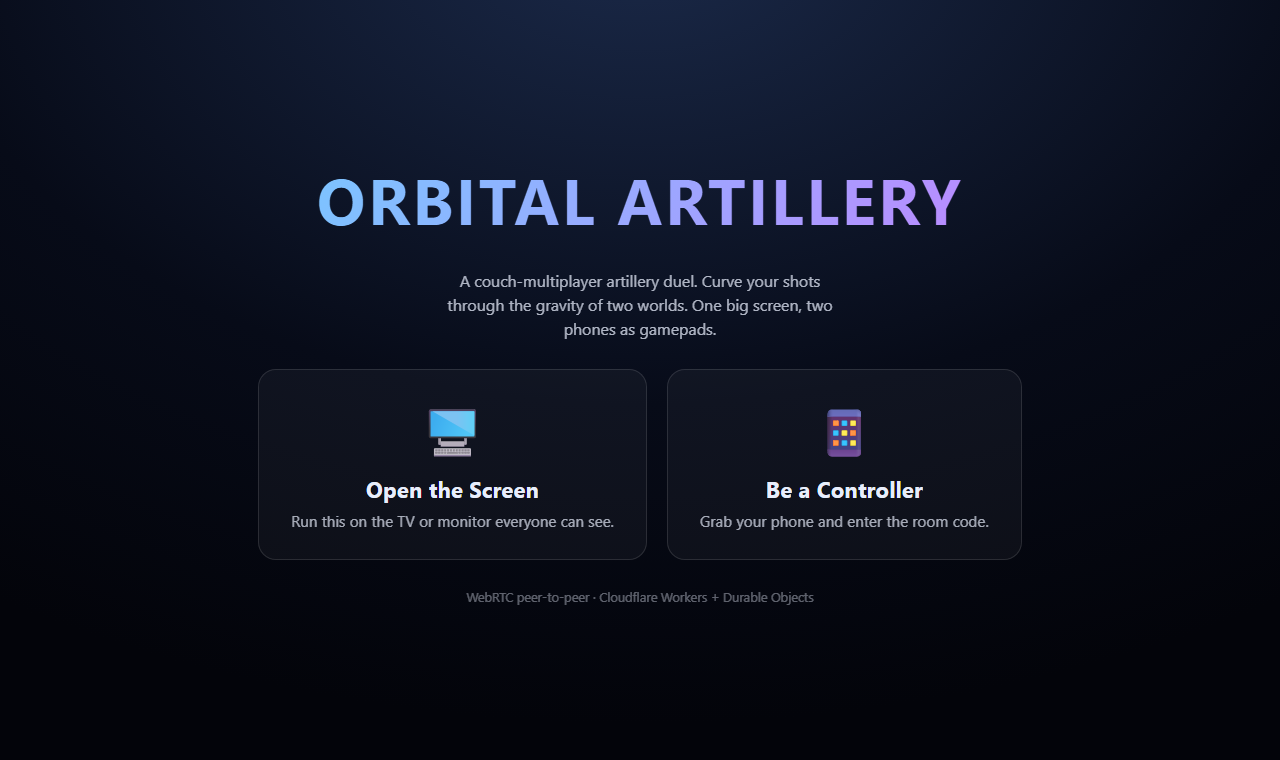 ORBITAL ARTILLERY
A couch-multiplayer artillery duel. Curve your shots
through the gravity of two worlds. One big screen, two
phones as gamepads.
Open the Screen
Run this on the TV or monitor everyone can see.
Be a Controller
Grab your phone and enter the room code.
WebRTC peer-to-peer · Cloudflare Workers + Durable Objects